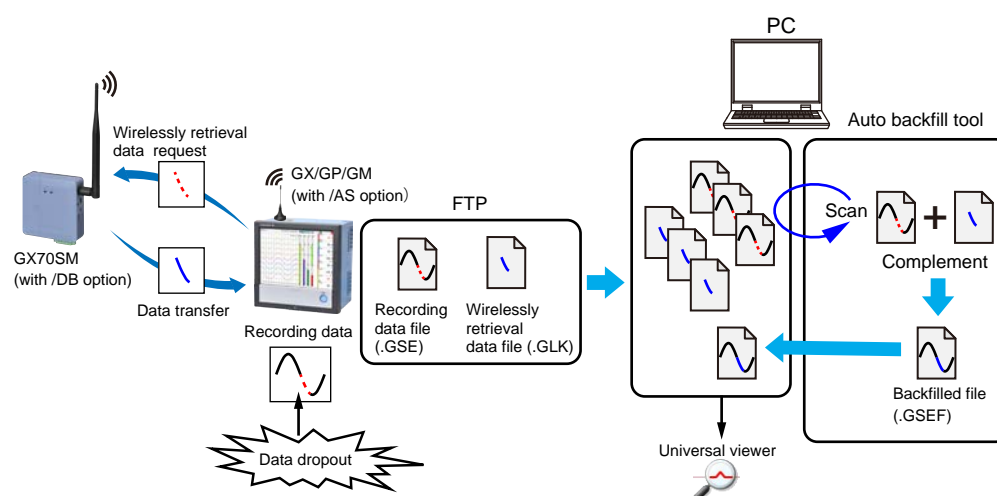 PC
Auto backfill tool
Wirelessly retrieval
data request
GX/GP/GM
(with /AS option)
FTP
Scan
Complement
GX70SM
(with /DB option)
Data transfer
Recording data
Recording
data file
(.GSE)
Wirelessly
retrieval
data file (.GLK)
Backfilled file
(.GSEF)
Data dropout
Universal viewer